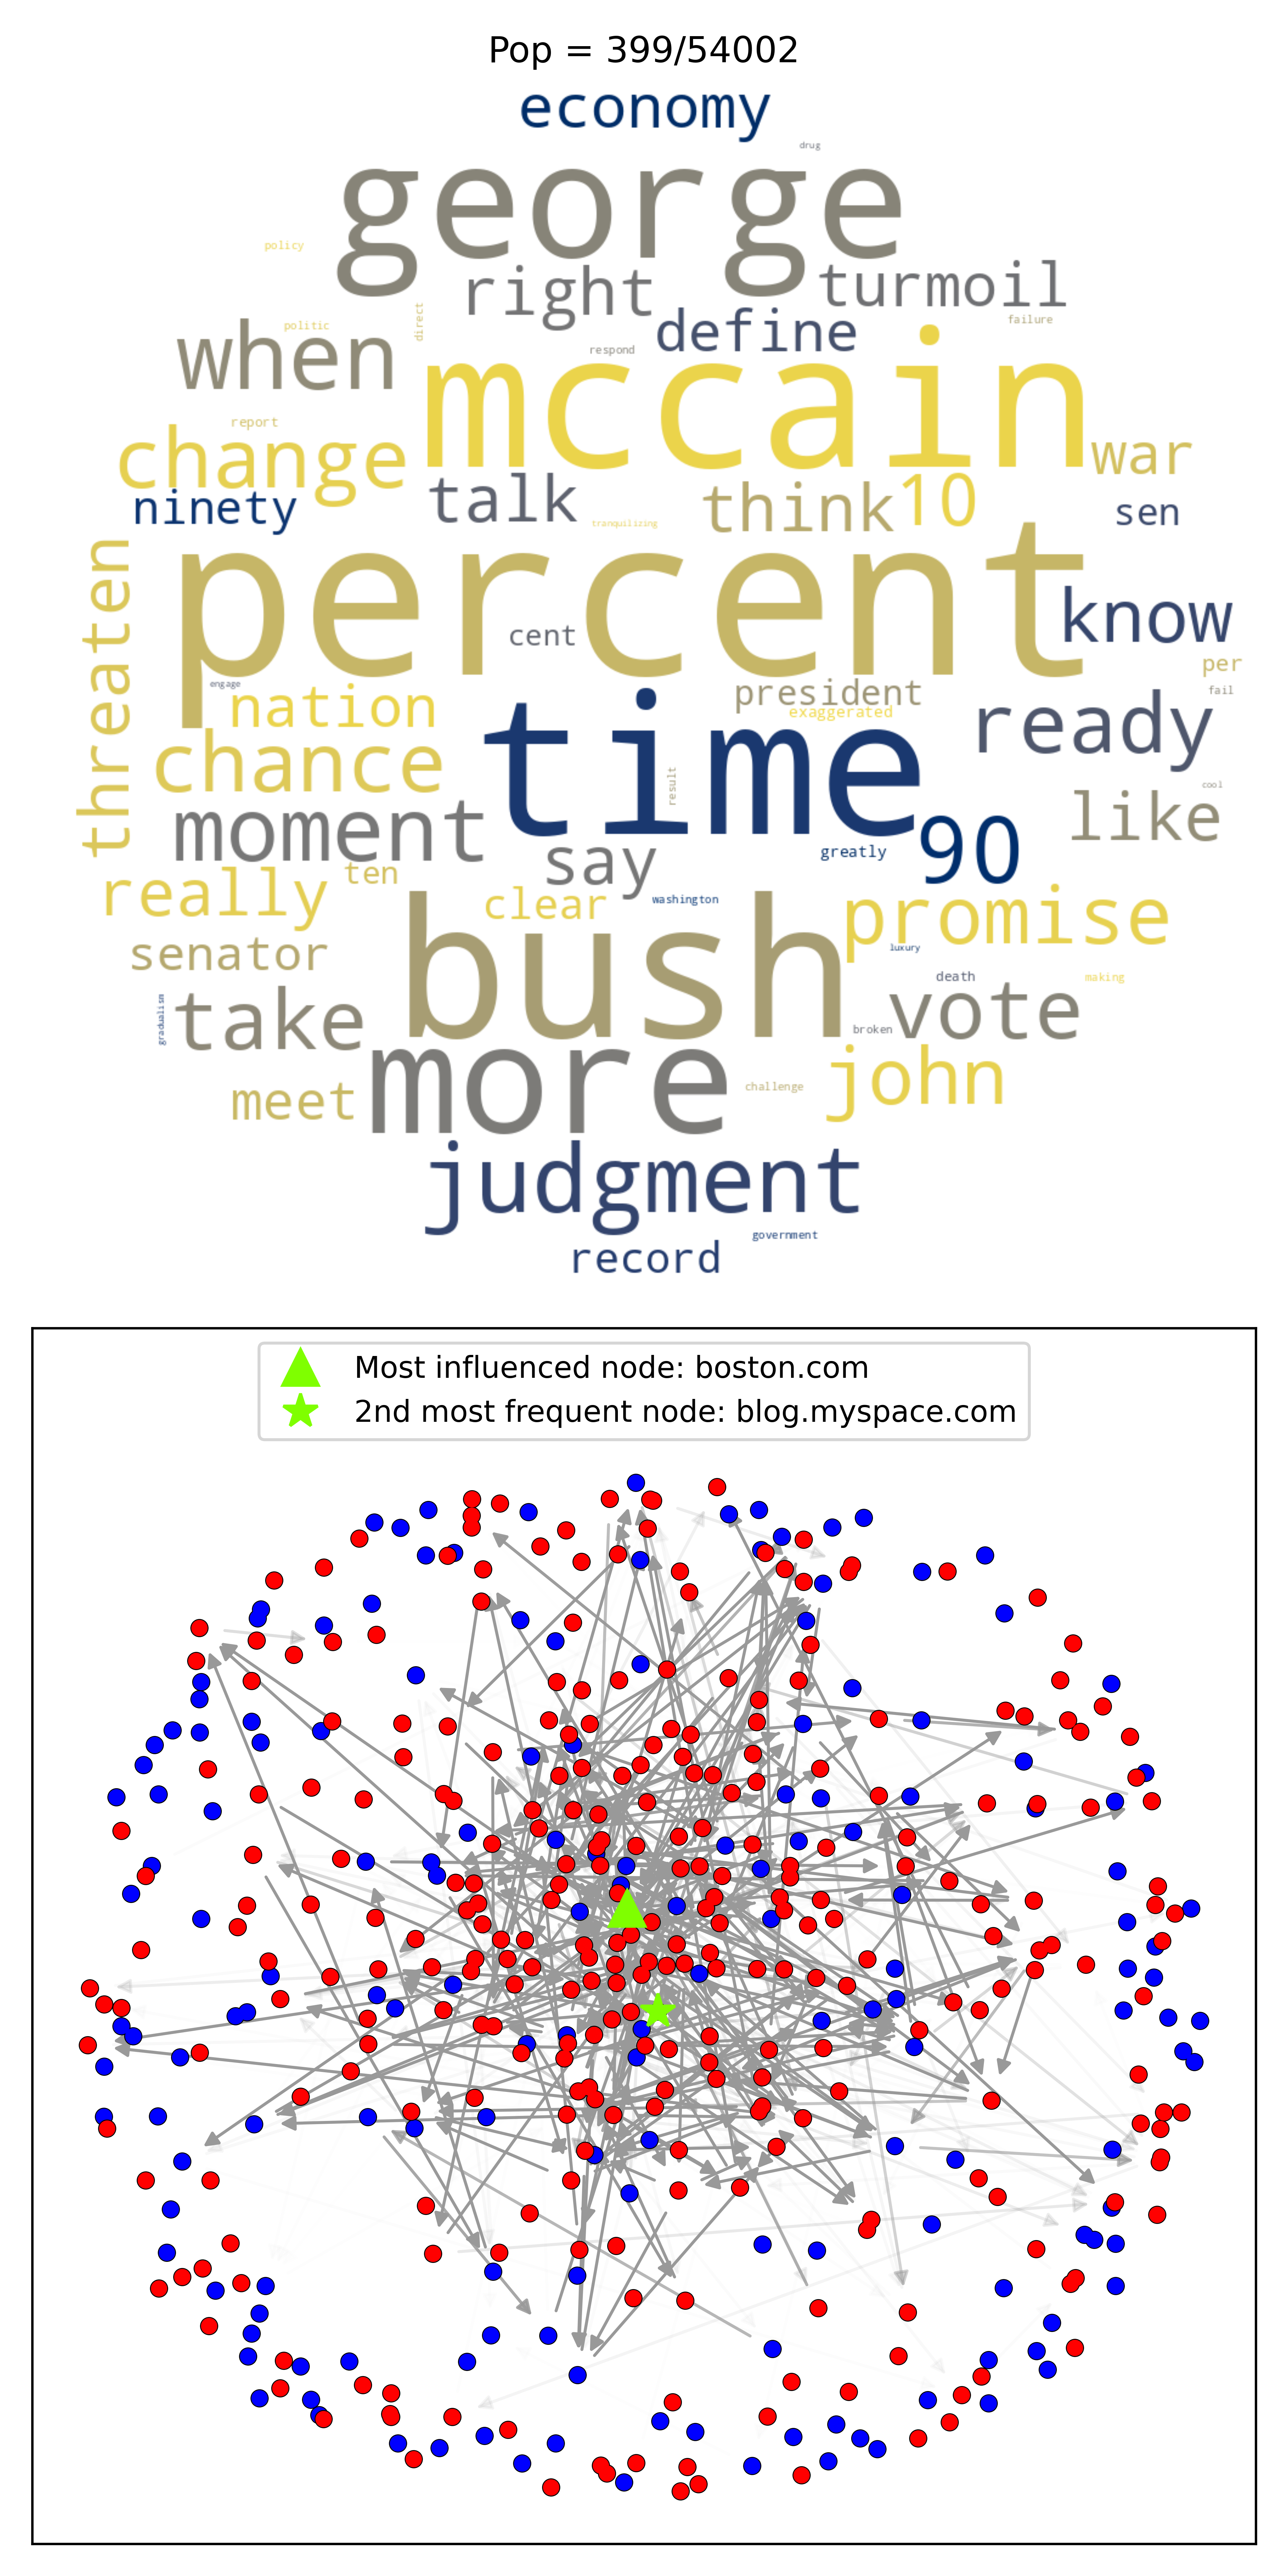 Pop = 399/54002
economy
drug
george
policy
right
turmoil
direct
failure
politic
define
when
respond
mccain
report
change
war
talk
think
10
ninety
sen
tranquilizing
threaten
percent
know
cent
per
engage
president
fail
nation
exaggerated
ready
time
chance
result
cool
like
moment
90
say
greatly
really
ten
clear
washington
promise
bush
senator
luxury
death
making
gradualism
take
vote
broken
more
john
meet
challenge
judgment
government
record
Most influenced node: boston.com
2nd most frequent node: blog.myspace.com